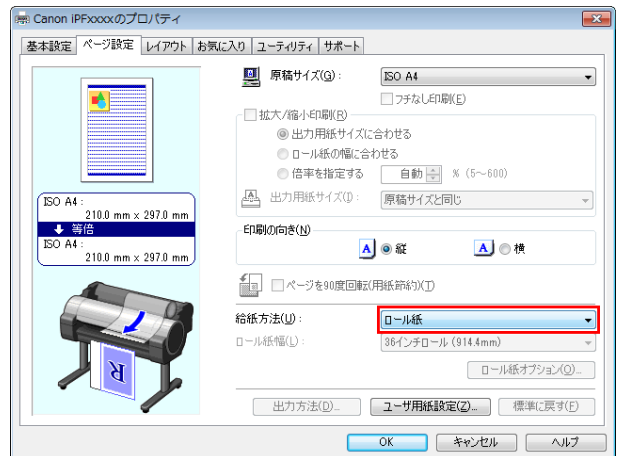 Canon iPFxxxxのプロパティ
基本設定 ページ設定 レイアウト お気に入り ユーティリティ サポート
原稿サイズ(G): ISO A4
フチなし印刷(E)
拡大/縮小印刷(R)
出力用紙サイズに合わせる
ロール紙の幅に合わせる
倍率を指定する 自動 % (5～600)
出力用紙サイズ(I): 原稿サイズと同じ
ISO A4 :
210.0 mm x 297.0 mm
等倍
ISO A4 :
210.0 mm x 297.0 mm
印刷の向き(N)
A 縦 A 横
ページを90度回転(用紙節約)(T)
給紙方法(U): ロール紙
ロール紙幅(L): 36インチロール (914.4mm)
ロール紙オプション(O)...
R
出力方法(D)... ユーザ用紙設定(Z)... 標準に戻す(F)
OK キャンセル ヘルプ